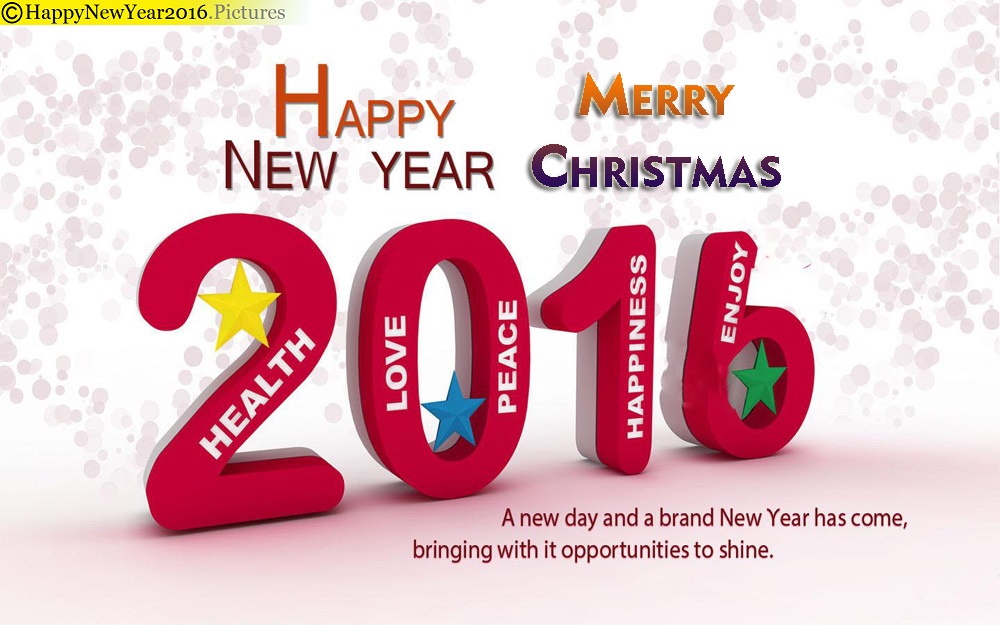 ©HappyNewYear2016.Pictures
HAPPY
NEW YEAR
MERRY
CHRISTMAS
2016
HEALTH
LOVE
PEACE
HAPPINESS
ENJOY
A new day and a brand New Year has come,
bringing with it opportunities to shine.